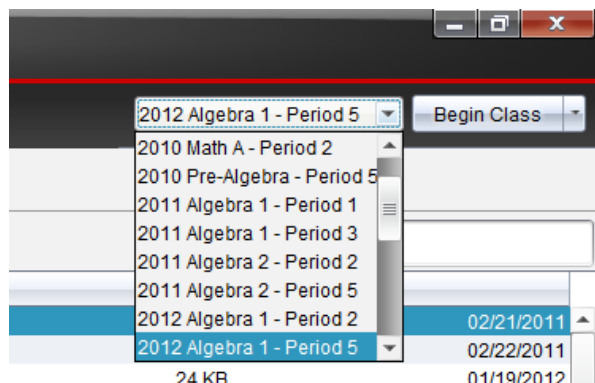 2012 Algebra 1 - Period 5
Begin Class
2010 Math A - Period 2
2010 Pre-Algebra - Period 5
2011 Algebra 1 - Period 1
2011 Algebra 1 - Period 3
2011 Algebra 2 - Period 2
2011 Algebra 2 - Period 5
2012 Algebra 1 - Period 2
02/21/2011
2012 Algebra 1 - Period 5
02/22/2011
24 KB
01/19/2012